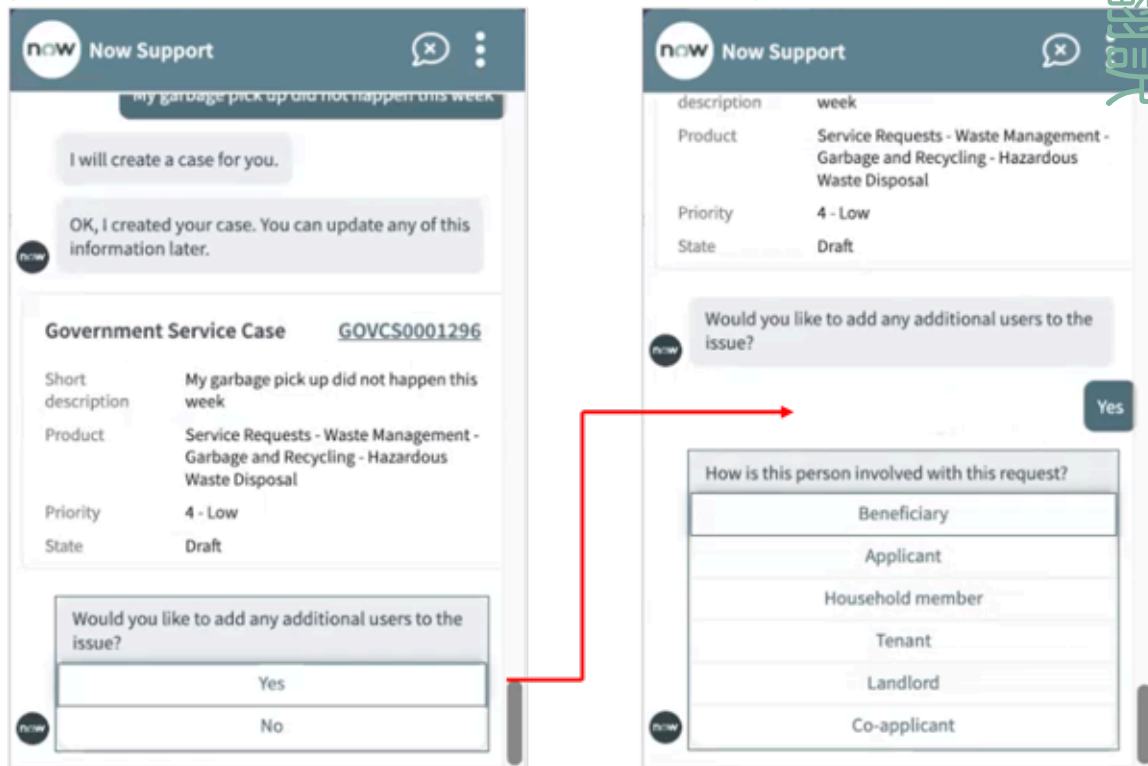 now Now Support
My garbage pick up did not happen this week
I will create a case for you.
OK, I created your case. You can update any of this
information later.
now
Government Service Case GOVCS0001296
Short description My garbage pick up did not happen this
week
Product Service Requests - Waste Management -
Garbage and Recycling - Hazardous
Waste Disposal
Priority 4 - Low
State Draft
Would you like to add any additional users to the
issue?
Yes
now
No
now Now Support
description week
Product Service Requests - Waste Management -
Garbage and Recycling - Hazardous
Waste Disposal
Priority 4 - Low
State Draft
Would you like to add any additional users to the
issue?
now
Yes
How is this person involved with this request?
Beneficiary
Applicant
Household member
Tenant
Landlord
now
Co-applicant